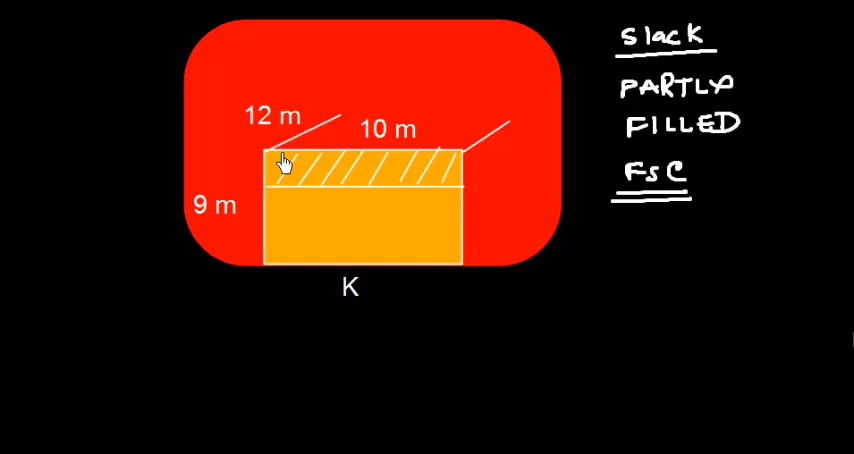 Slack
PARTLY
FILLED
FSC
12 m
10 m
9 m
K